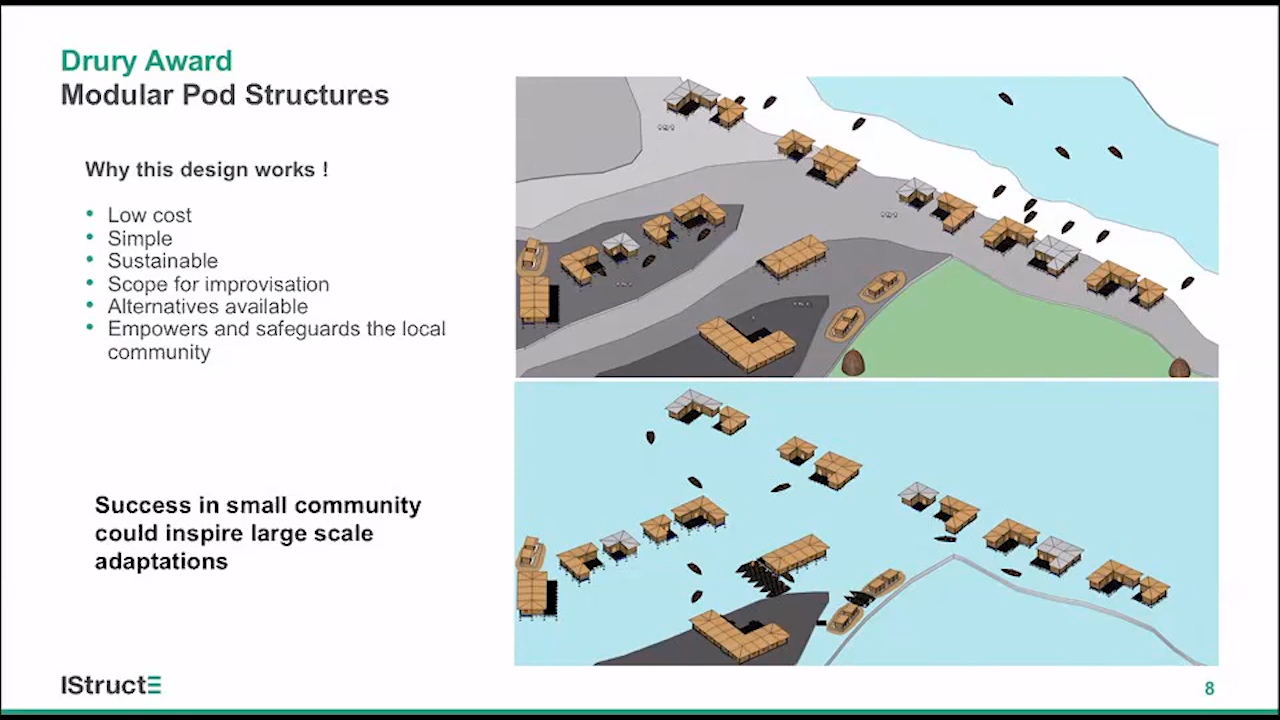 Drury Award
Modular Pod Structures
Why this design works !
• Low cost
• Simple
• Sustainable
• Scope for improvisation
• Alternatives available
• Empowers and safeguards the local
community
Success in small community
could inspire large scale
adaptations
IStructE
8